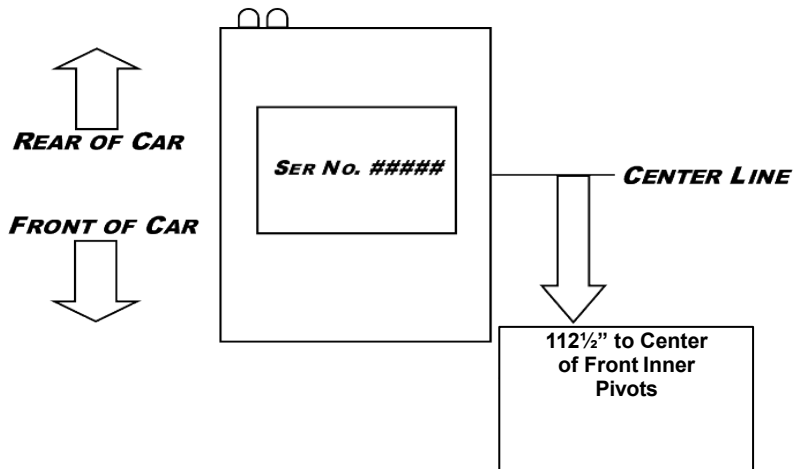 REAR OF CAR
SER NO. #####
CENTER LINE
FRONT OF CAR
112½” to Center
of Front Inner
Pivots